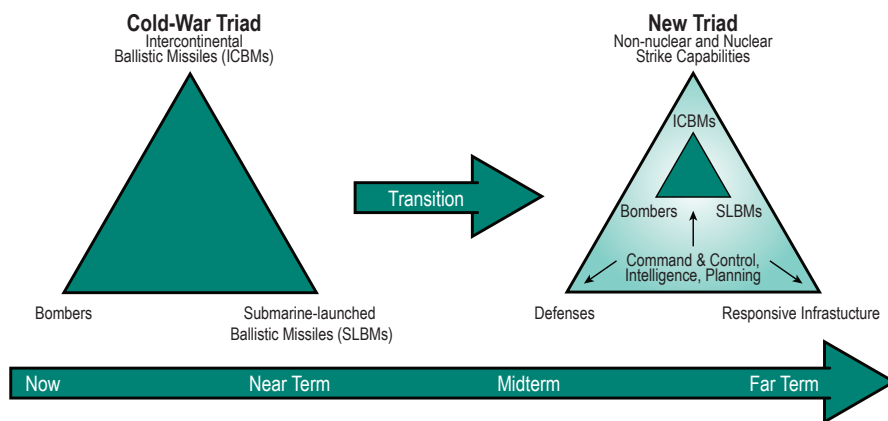 Cold-War Triad
Intercontinental
Ballistic Missiles (ICBMs)
Bombers
Submarine-launched
Ballistic Missiles (SLBMs)
Transition
New Triad
Non-nuclear and Nuclear
Strike Capabilities
ICBMs
Bombers
SLBMs
Command & Control,
Intelligence, Planning
Defenses
Responsive Infrastucture
Now
Near Term
Midterm
Far Term